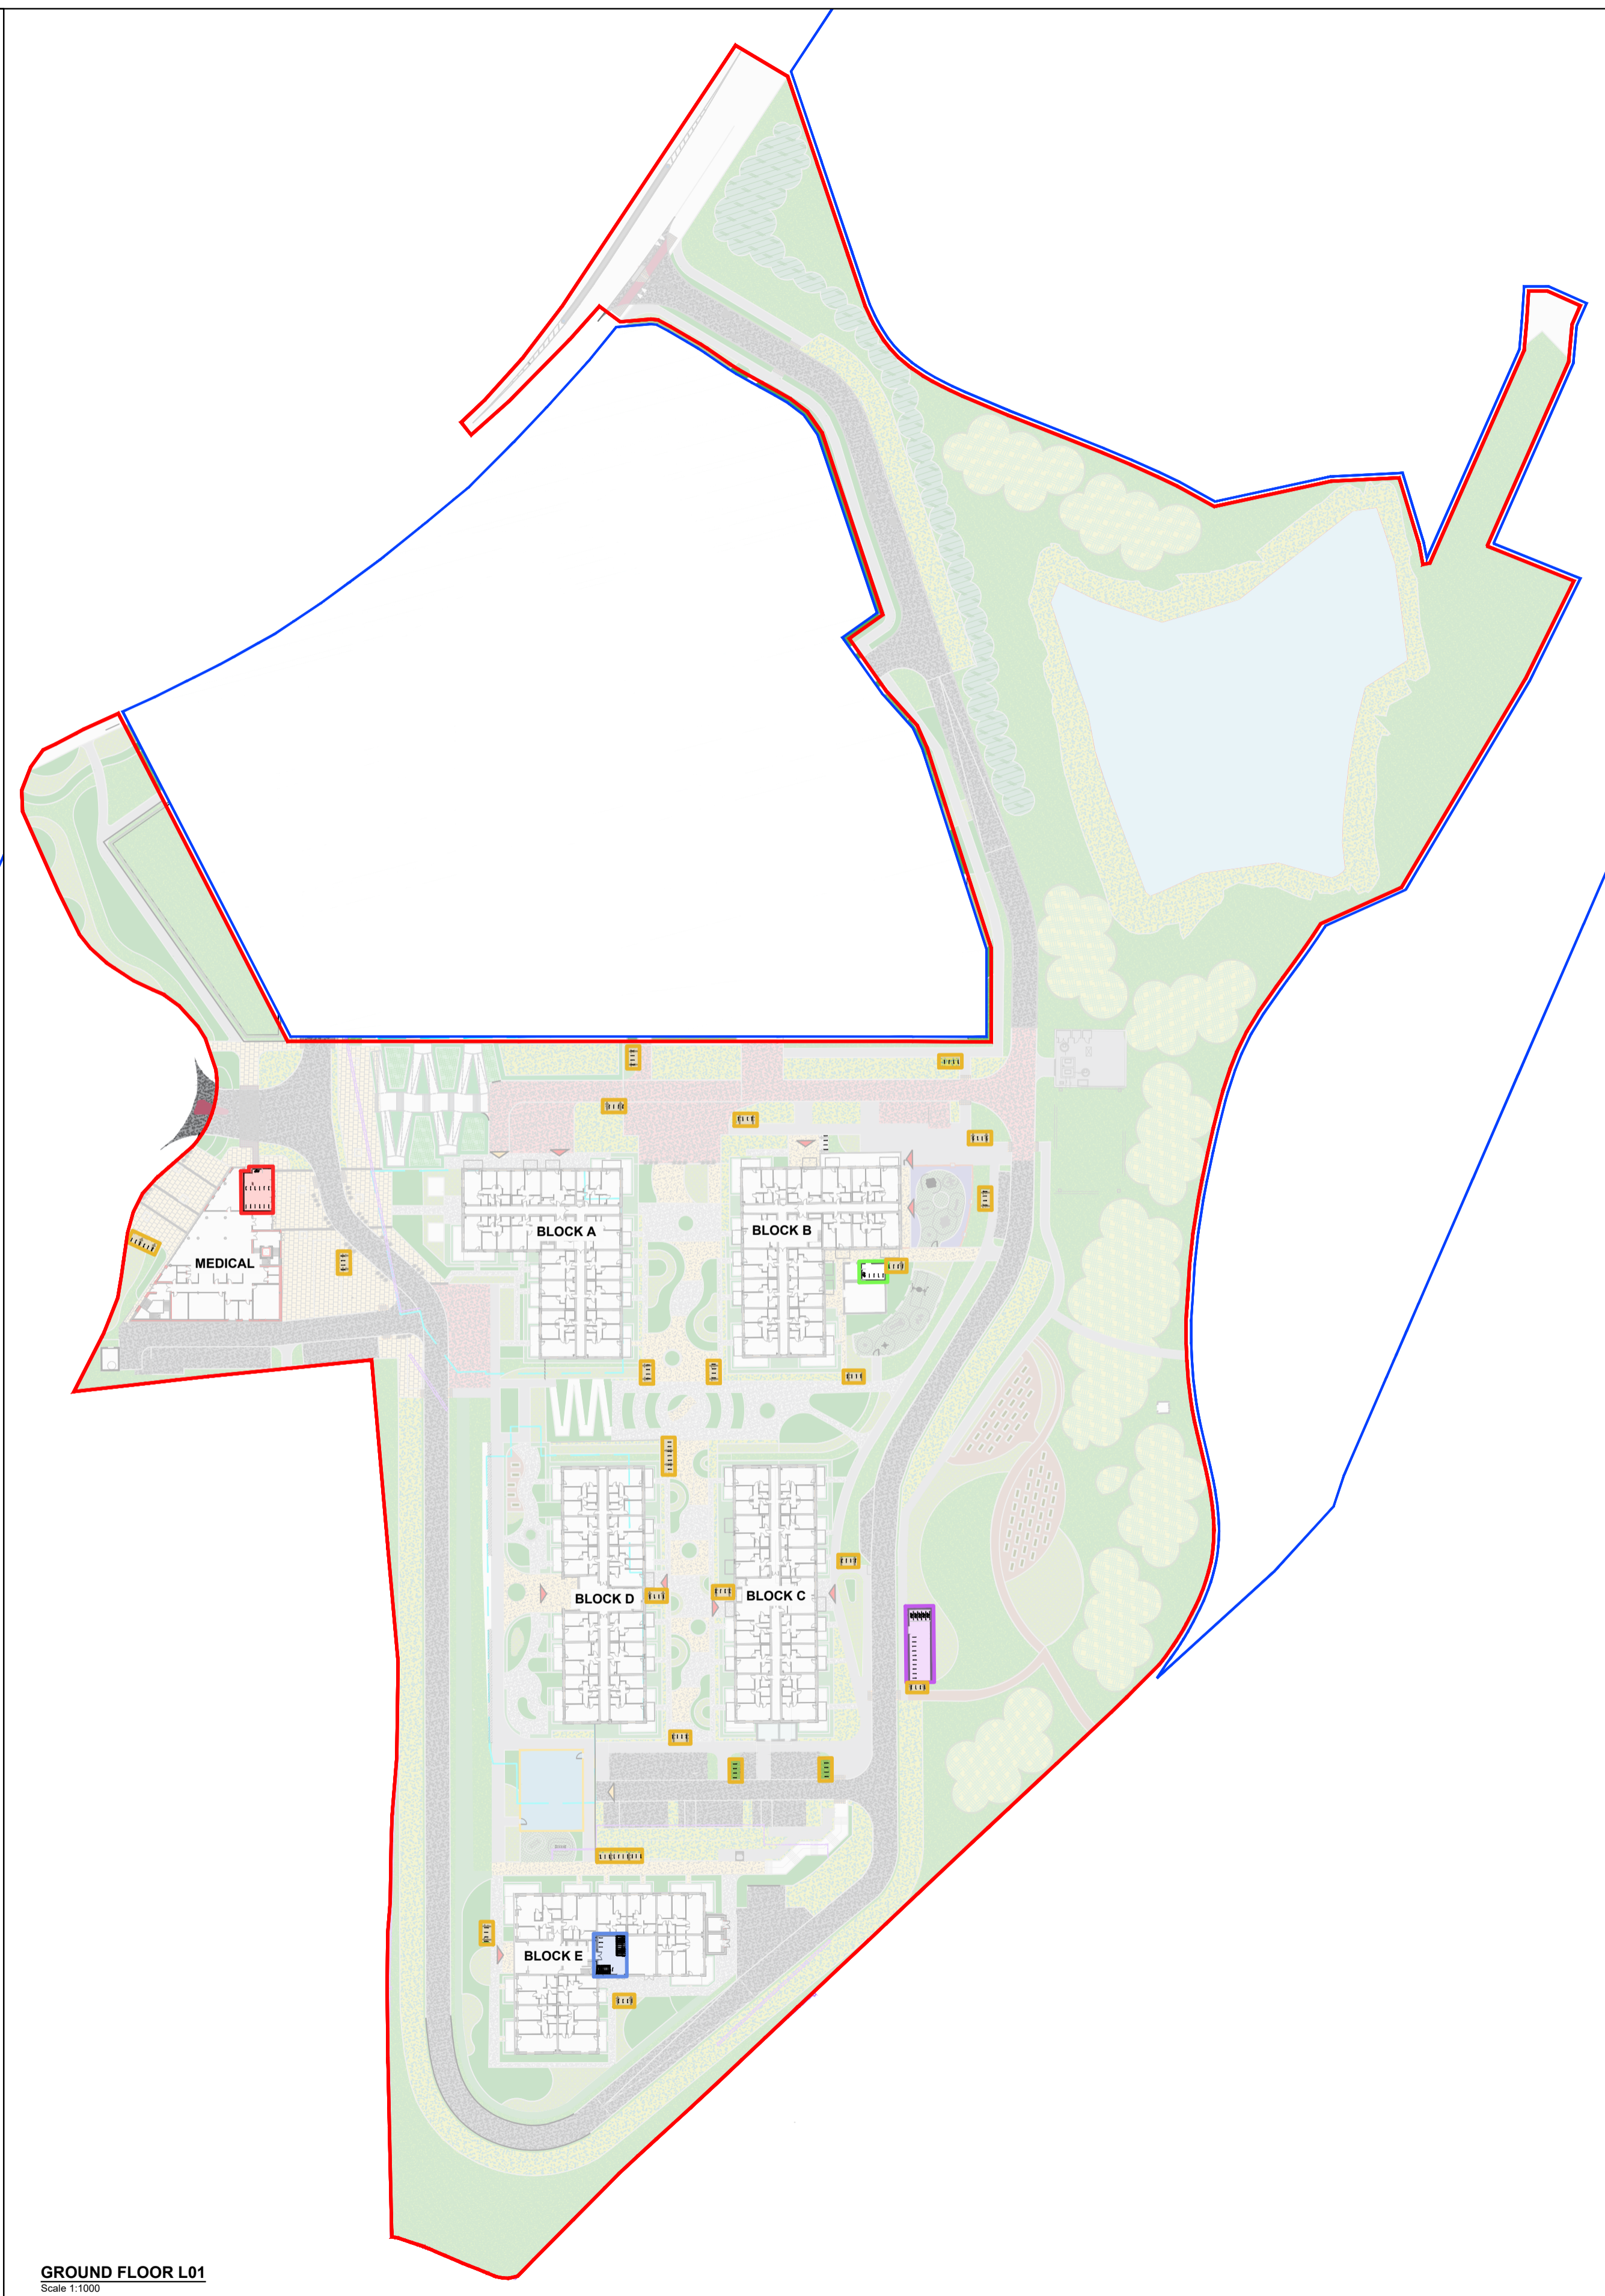 BLOCK A
BLOCK B
MEDICAL
BLOCK D
BLOCK C
BLOCK E
GROUND FLOOR L01
Scale 1:1000